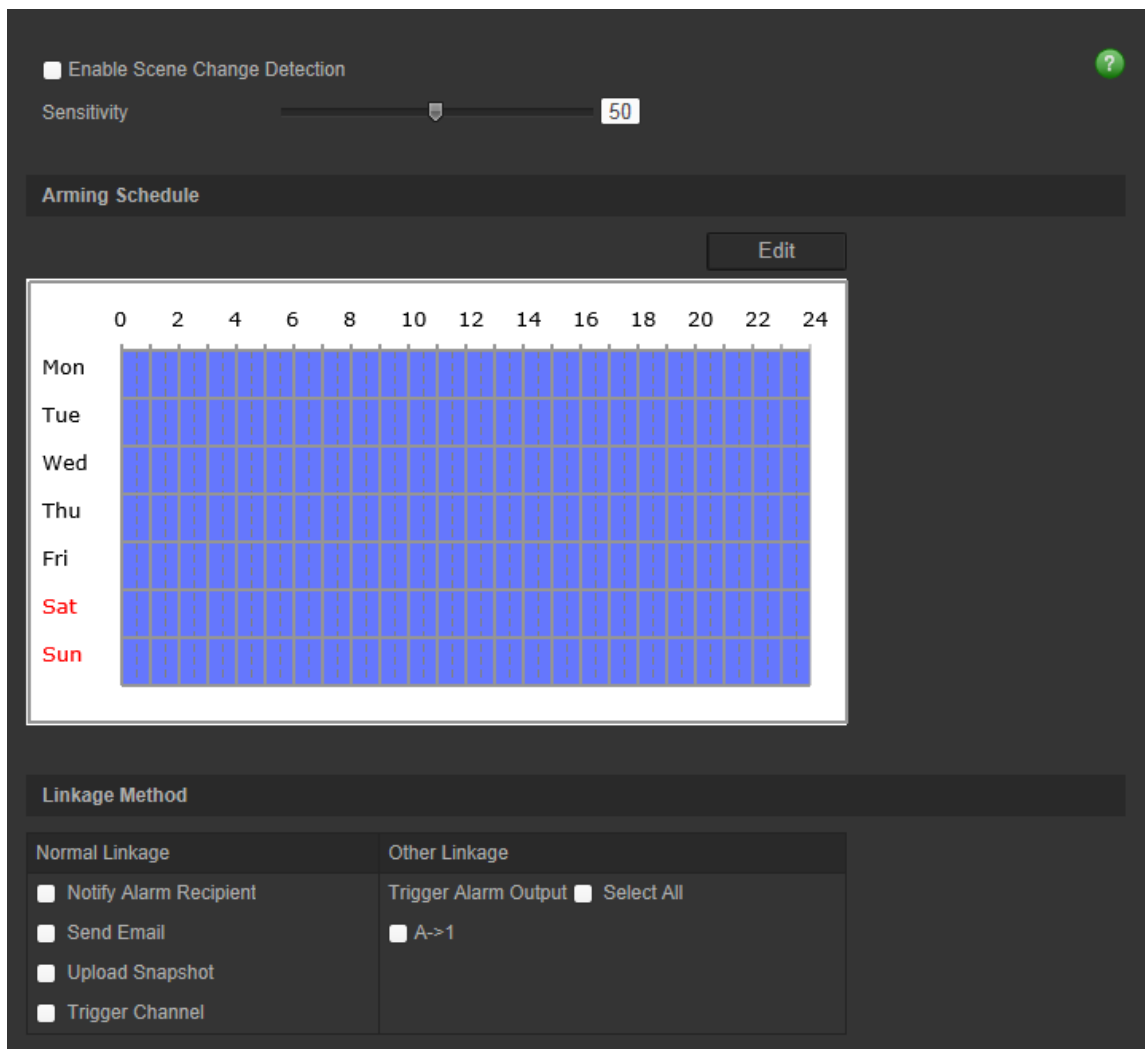 Enable Scene Change Detection
?
Sensitivity 50
Arming Schedule
Edit
0 2 4 6 8 10 12 14 16 18 20 22 24
Mon
Tue
Wed
Thu
Fri
Sat
Sun
Linkage Method
Normal Linkage Other Linkage
Notify Alarm Recipient Trigger Alarm Output Select All
Send Email A->1
Upload Snapshot
Trigger Channel